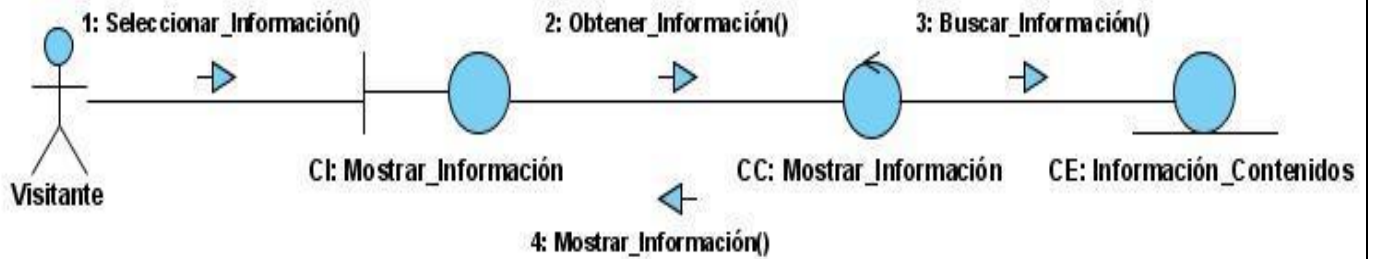 1: Seleccionar_Información()
2: Obtener_Información()
3: Buscar_Información()
CI: Mostrar_Información
CC: Mostrar_Información
CE: Información_Contenidos
Visitante
4: Mostrar_Información()